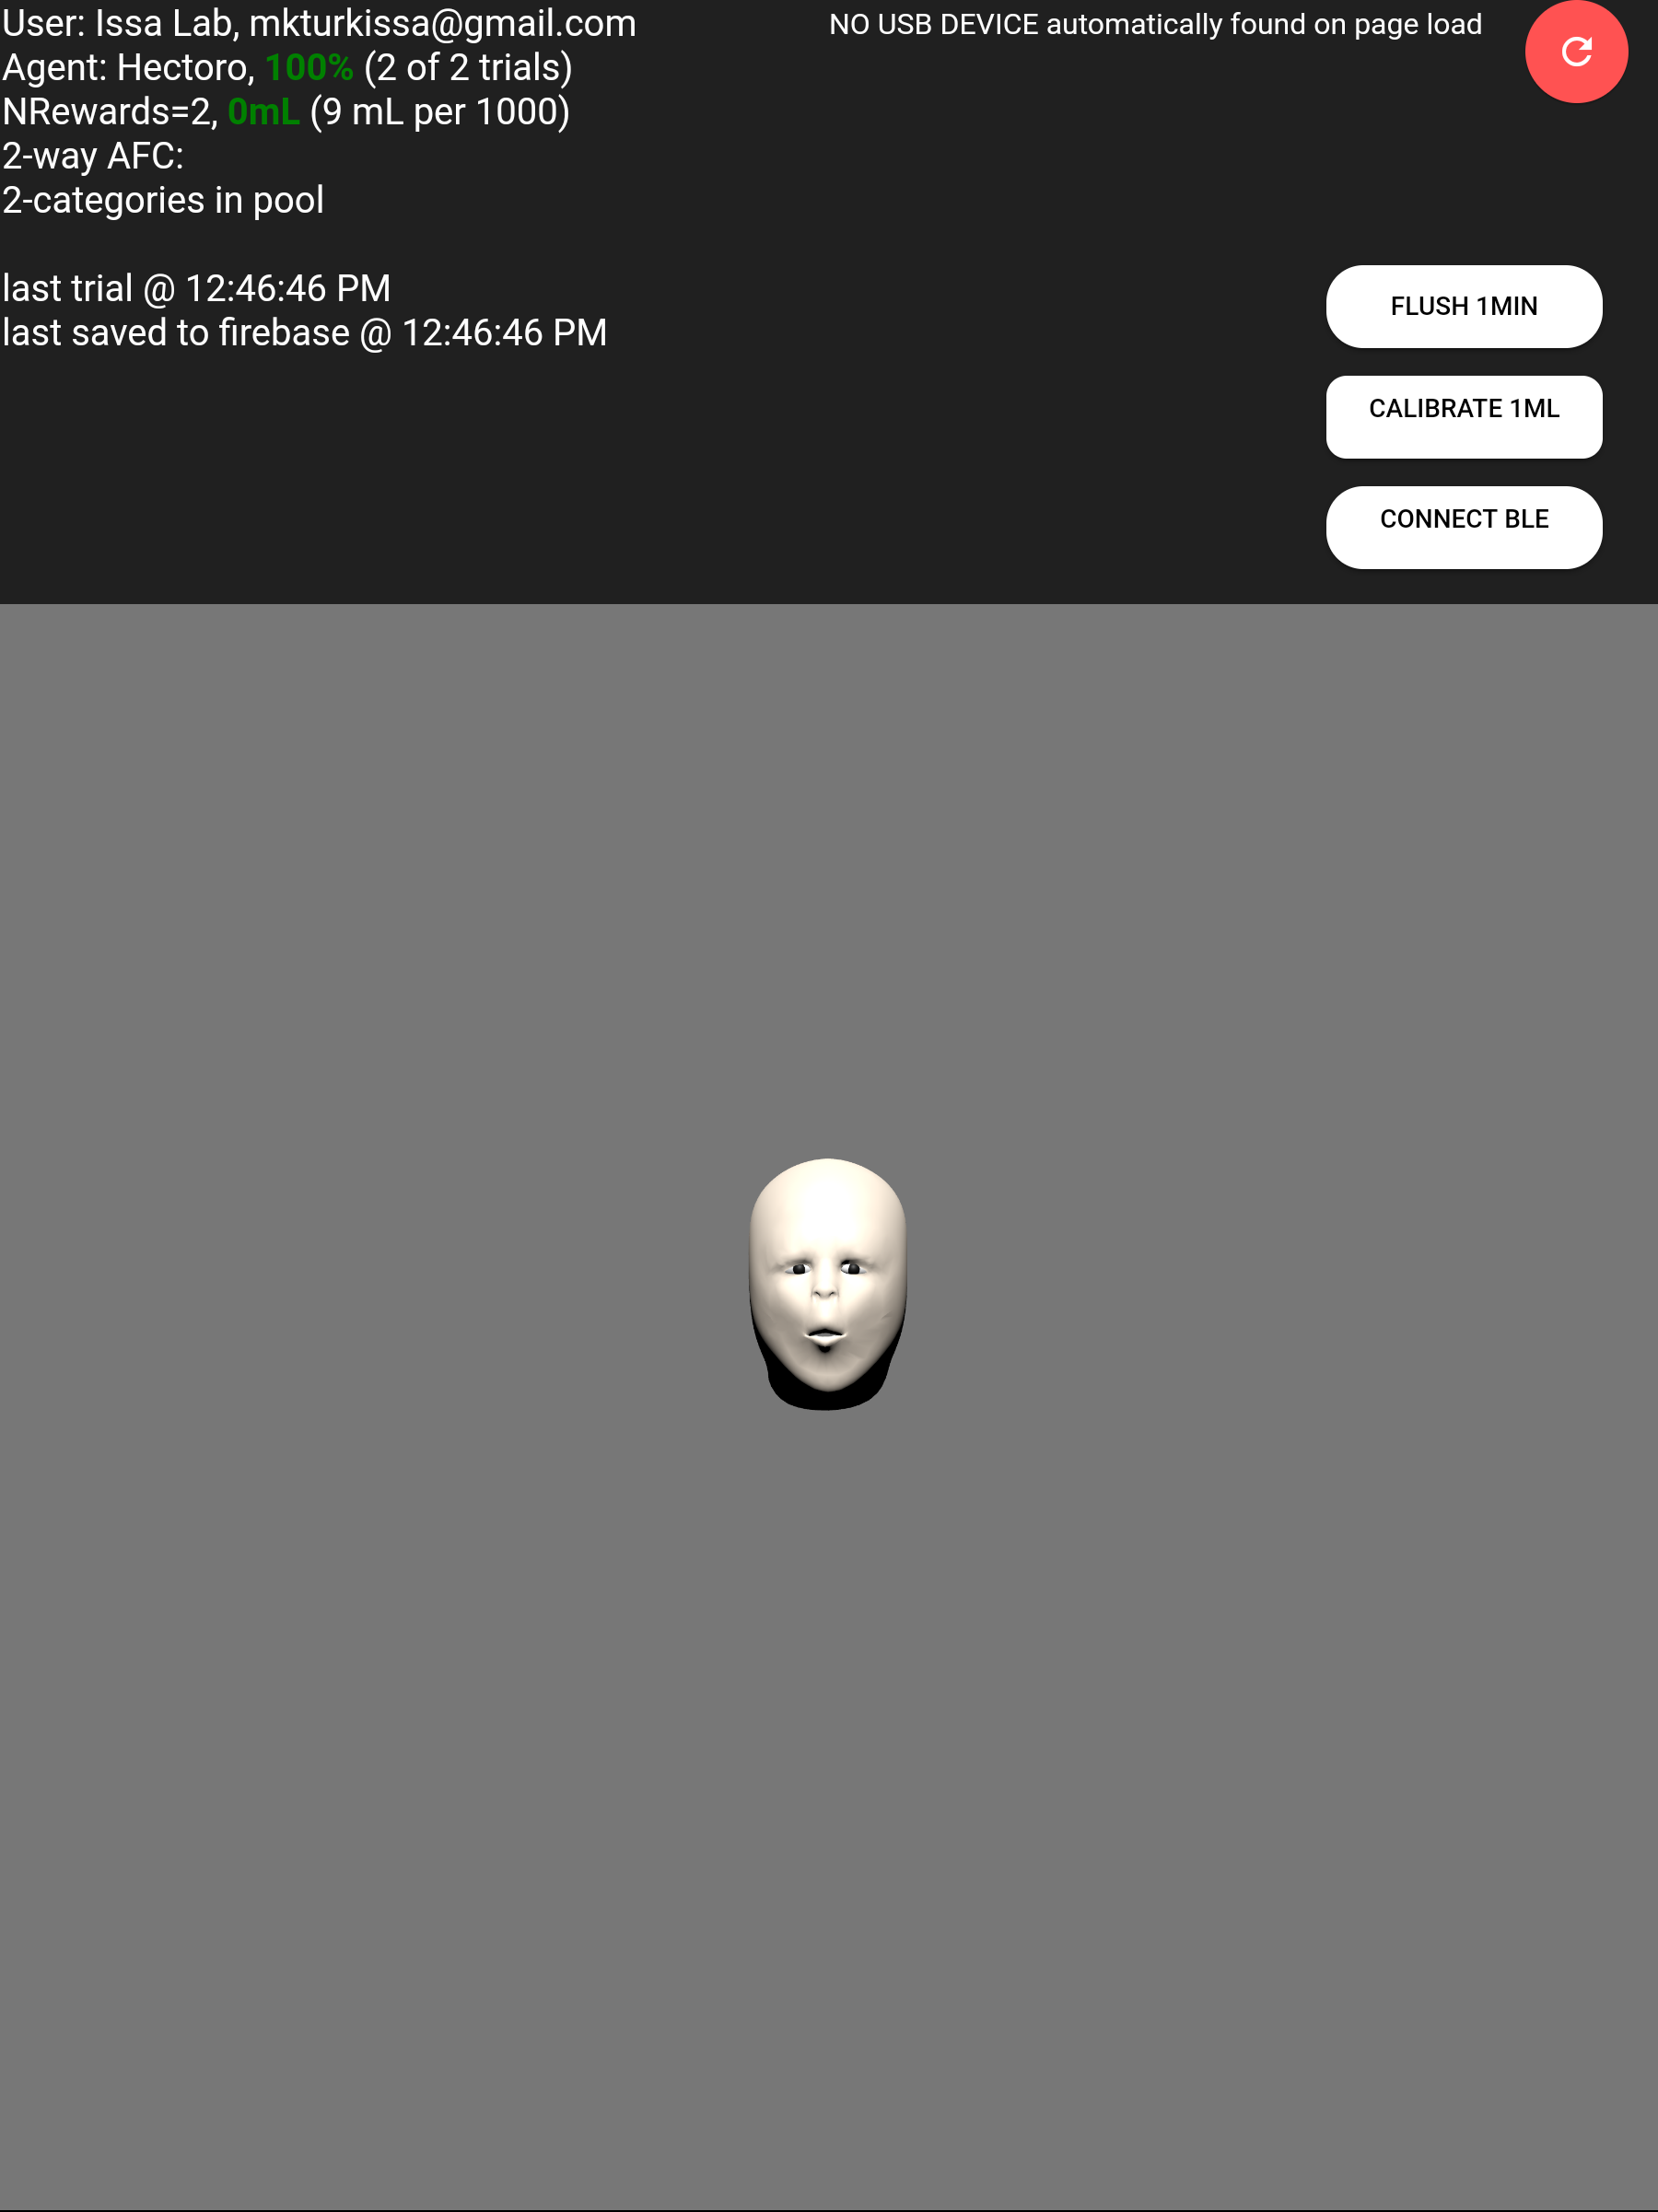 User: Issa Lab, mkturkissa@gmail.com
Agent: Hectoro, 100% (2 of 2 trials)
NRewards=2, 0mL (9 mL per 1000)
2-way AFC:
2-categories in pool
last trial @ 12:46:46 PM
last saved to firebase @ 12:46:46 PM
NO USB DEVICE automatically found on page load
FLUSH 1MIN
CALIBRATE 1ML
CONNECT BLE